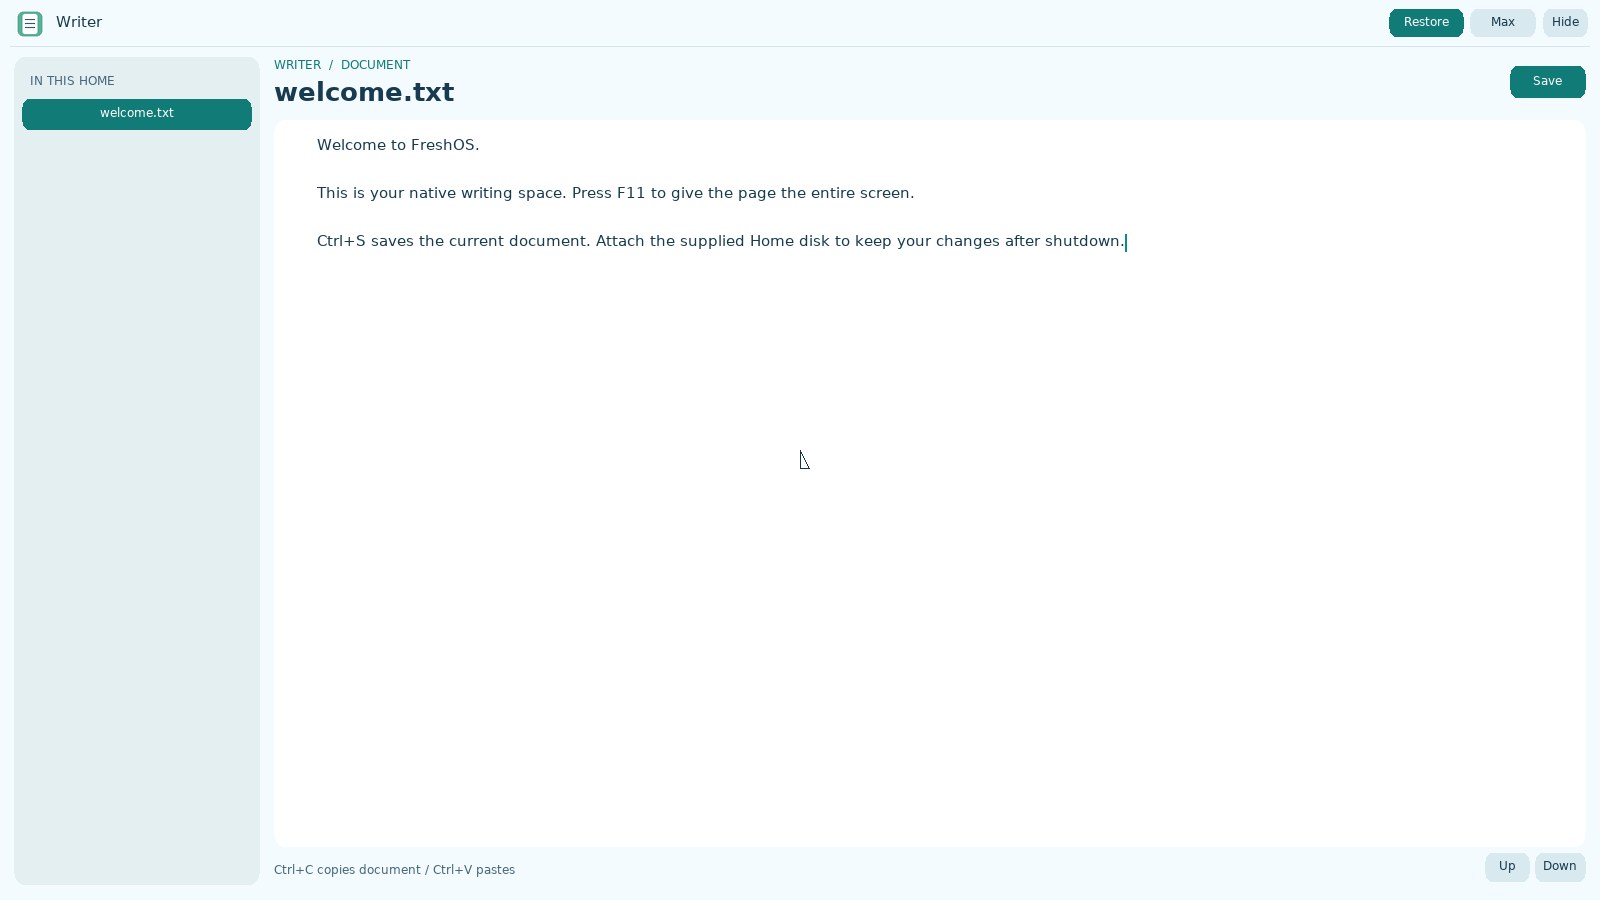 Writer
Restore
Max
Hide
IN THIS HOME
welcome.txt
WRITER / DOCUMENT
welcome.txt
Save
Welcome to FreshOS.
This is your native writing space. Press F11 to give the page the entire screen.
Ctrl+S saves the current document. Attach the supplied Home disk to keep your changes after shutdown.
Ctrl+C copies document / Ctrl+V pastes
Up
Down